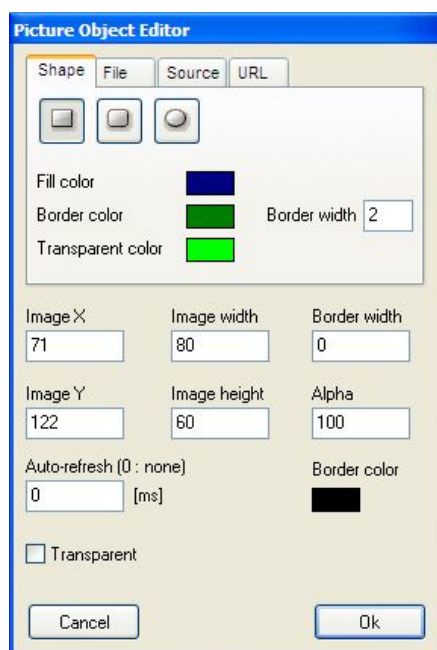 Picture Object Editor
Shape File Source URL
Fill color
Border color Border width 2
Transparent color
Image X Image width Border width
71 80 0
Image Y Image height Alpha
122 60 100
Auto-refresh (0 : none) Border color
0 [ms]
Transparent
Cancel Ok